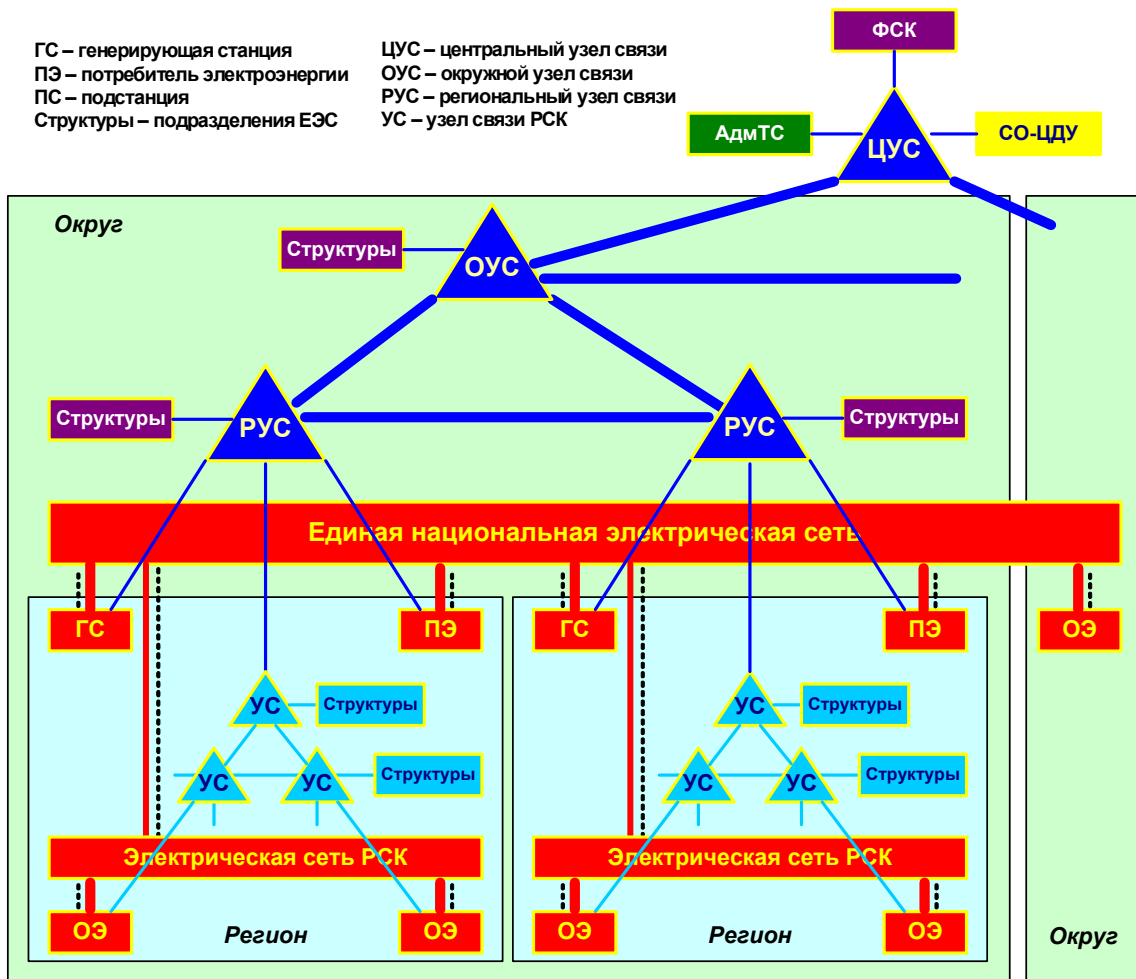 ГС – генерирующая станция
ПЭ – потребитель электроэнергии
ПС – подстанция
Структуры – подразделения ЕЭС
ЦУС – центральный узел связи
ОУС – окружной узел связи
РУС – региональный узел связи
УС – узел связи РСК
ФСК
АдмТС
ЦУС
СО-ЦДУ
Округ
Структуры
ОУС
Структуры
РУС
РУС
Структуры
Единая национальная электрическая сеть
ГС
ПЭ
ГС
ПЭ
ОЭ
УС
Структуры
УС
Структуры
УС
УС
Структуры
УС
УС
Структуры
Электрическая сеть РСК
Электрическая сеть РСК
ОЭ
Регион
ОЭ
ОЭ
Регион
ОЭ
Округ